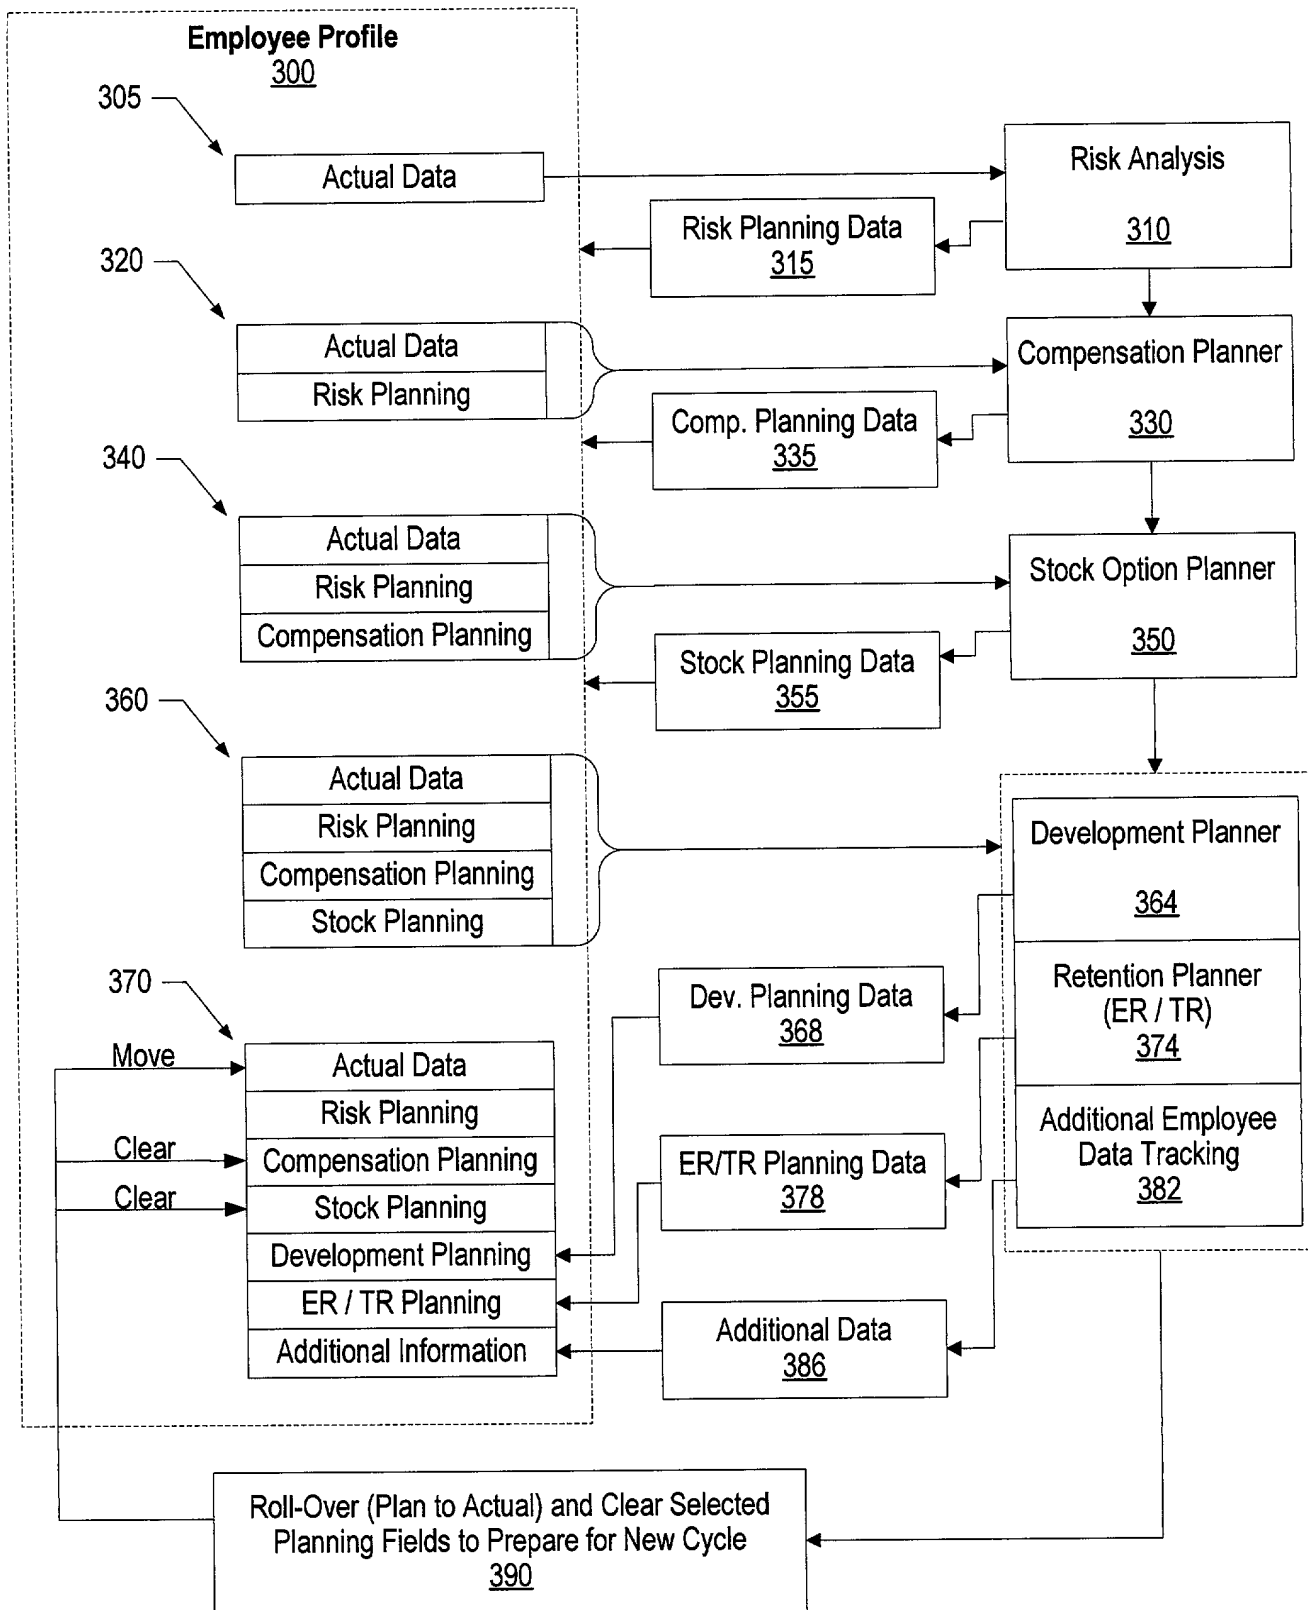 Employee Profile
300
305
Actual Data
Risk Analysis
310
Risk Planning Data
315
320
Actual Data
Risk Planning
Compensation Planner
330
Comp. Planning Data
335
340
Actual Data
Risk Planning
Compensation Planning
Stock Option Planner
350
Stock Planning Data
355
360
Actual Data
Risk Planning
Compensation Planning
Stock Planning
Development Planner
364
Retention Planner
(ER / TR)
374
Additional Employee
Data Tracking
382
Dev. Planning Data
368
ER/TR Planning Data
378
Additional Data
386
370
Move
Clear
Clear
Actual Data
Risk Planning
Compensation Planning
Stock Planning
Development Planning
ER / TR Planning
Additional Information
Roll-Over (Plan to Actual) and Clear Selected
Planning Fields to Prepare for New Cycle
390